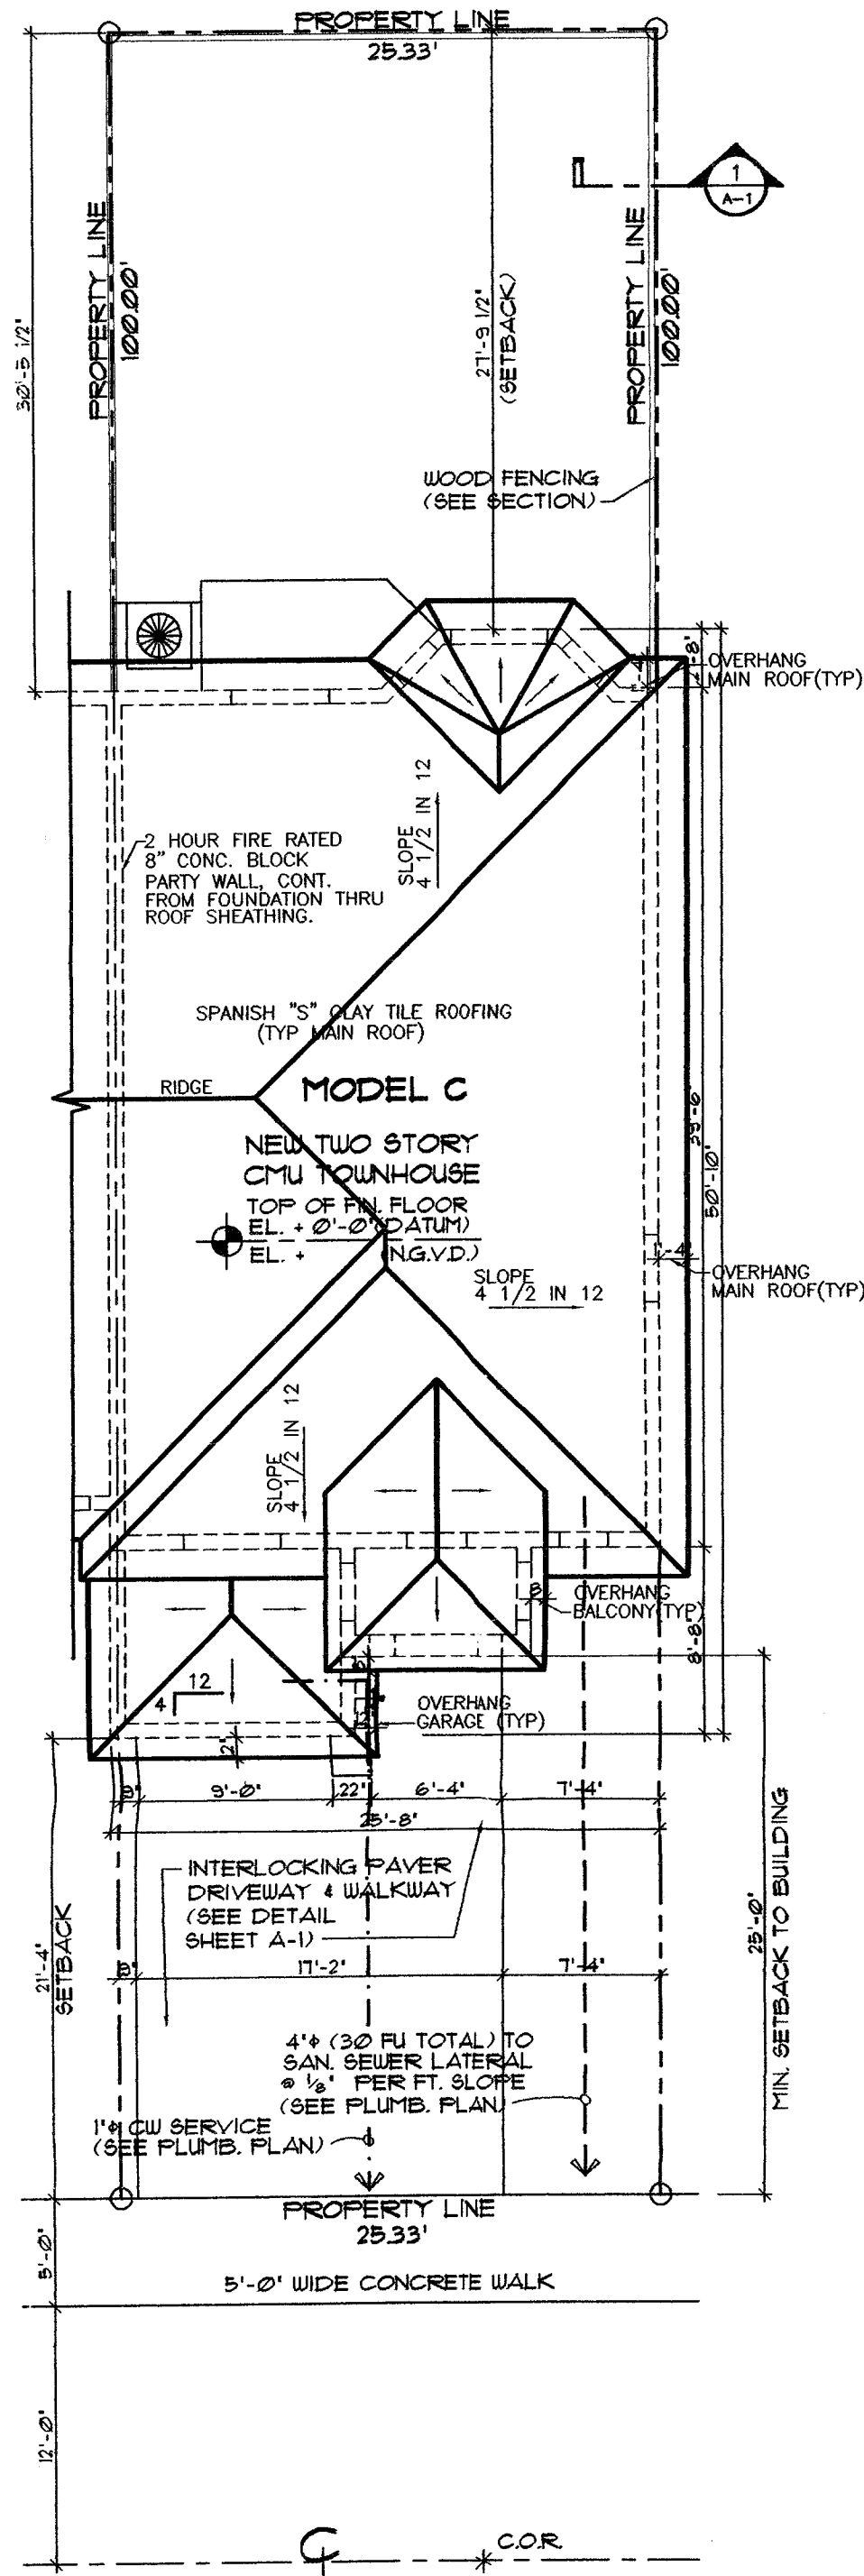 PROPERTY LINE
25.33'
1
A-1
PROPERTY LINE
100.00'
30'-5 1/2"
27'-9 1/2"
(SETBACK)
PROPERTY LINE
100.00'
WOOD FENCING
(SEE SECTION)
OVERHANG
MAIN ROOF(TYP)
SLOPE
4 1/2 IN 12
2 HOUR FIRE RATED
8" CONC. BLOCK
PARTY WALL, CONT.
FROM FOUNDATION THRU
ROOF SHEATHING.
SPANISH "S" CLAY TILE ROOFING
(TYP MAIN ROOF)
RIDGE
MODEL C
39'-6"
50'-10"
NEW TWO STORY
CMU TOWNHOUSE
TOP OF FIN. FLOOR
EL. + 0'-0" (DATUM)
EL. + (N.G.V.D.)
SLOPE
4 1/2 IN 12
OVERHANG
MAIN ROOF(TYP)
SLOPE
4 1/2 IN 12
8"
OVERHANG
BALCONY(TYP)
8'-8"
12
4
OVERHANG
GARAGE (TYP)
9'-0"
22"
6'-4"
7'-4"
25'-8"
INTERLOCKING PAVER
DRIVEWAY & WALKWAY
(SEE DETAIL
SHEET A-1)
21'-4"
SETBACK
25'-0"
MIN. SETBACK TO BUILDING
17'-2"
7'-4"
4"φ (30 FU TOTAL) TO
SAN. SEWER LATERAL
@ 1/8" PER FT. SLOPE
(SEE PLUMB. PLAN)
1"φ CW SERVICE
(SEE PLUMB. PLAN)
PROPERTY LINE
25.33'
5'-0"
5'-0" WIDE CONCRETE WALK
12'-0"
C.O.R.